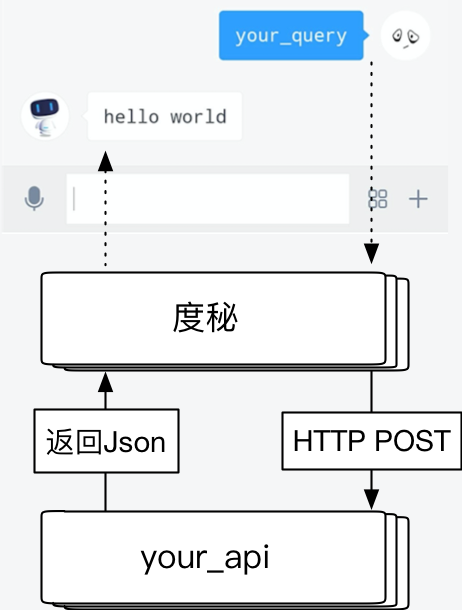 your_query
hello world
度秘
返回Json
HTTP POST
your_api